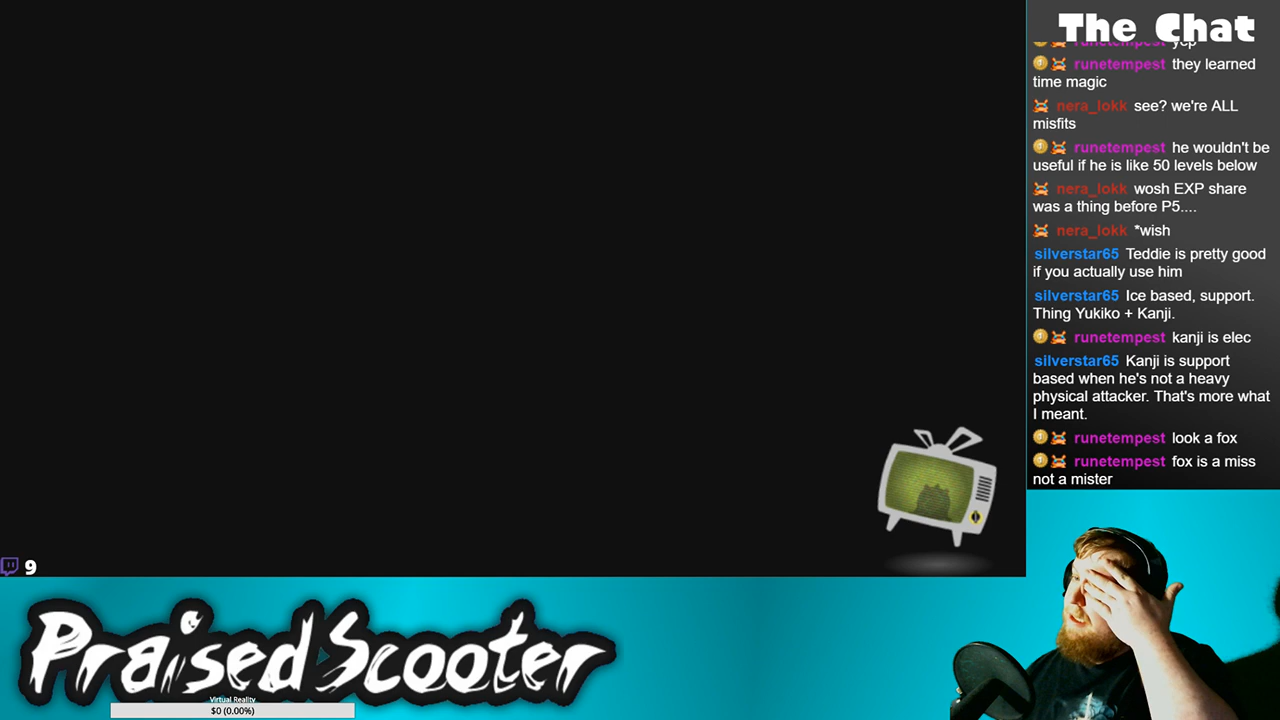 The Chat
runetempest yep
runetempest they learned
time magic
nera_lokk see? we're ALL
misfits
runetempest he wouldn't be
useful if he is like 50 levels below
nera_lokk wosh EXP share
was a thing before P5....
nera_lokk *wish
silverstar65 Teddie is pretty good
if you actually use him
silverstar65 Ice based, support.
Thing Yukiko + Kanji.
runetempest kanji is elec
silverstar65 Kanji is support
based when he's not a heavy
physical attacker. That's more what
I meant.
runetempest look a fox
runetempest fox is a miss
not a mister
9
PraisedScooter
Virtual Reality
$0 (0.00%)